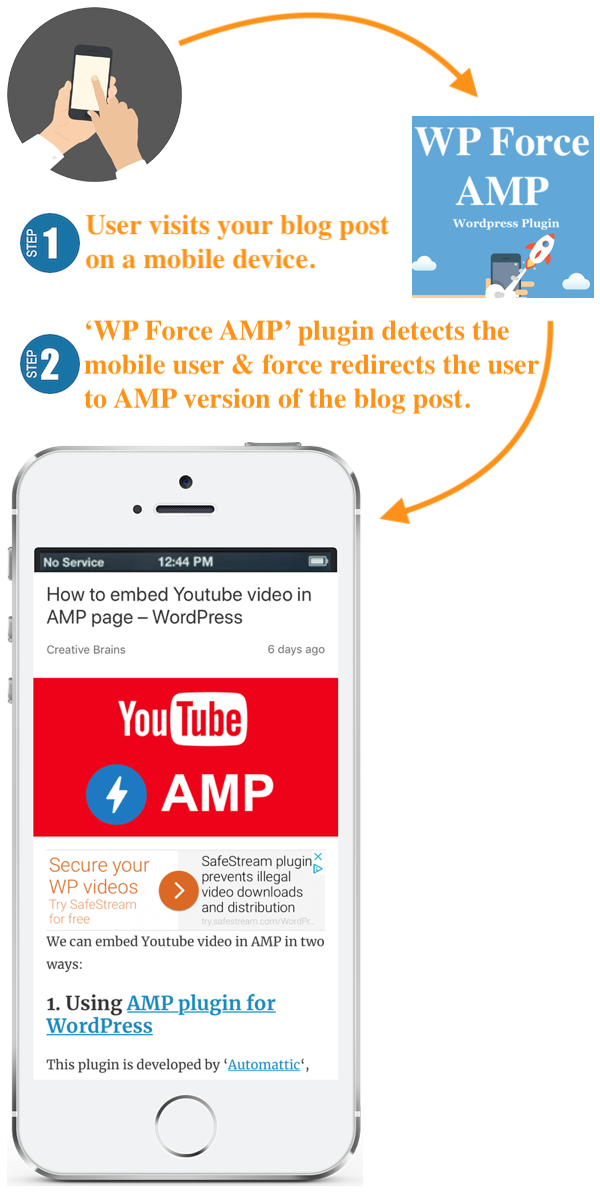 WP Force
AMP
Wordpress Plugin
STEP 1
User visits your blog post
on a mobile device.
STEP 2
‘WP Force AMP’ plugin detects the
mobile user & force redirects the user
to AMP version of the blog post.
No Service 12:44 PM
How to embed Youtube video in
AMP page – WordPress
Creative Brains 6 days ago
YouTube
AMP
Secure your
WP videos
Try SafeStream
for free
SafeStream plugin
prevents illegal
video downloads
and distribution
try.safestream.com/WordPr...
We can embed Youtube video in AMP in two
ways:
1. Using AMP plugin for
WordPress
This plugin is developed by ‘Automattic‘,